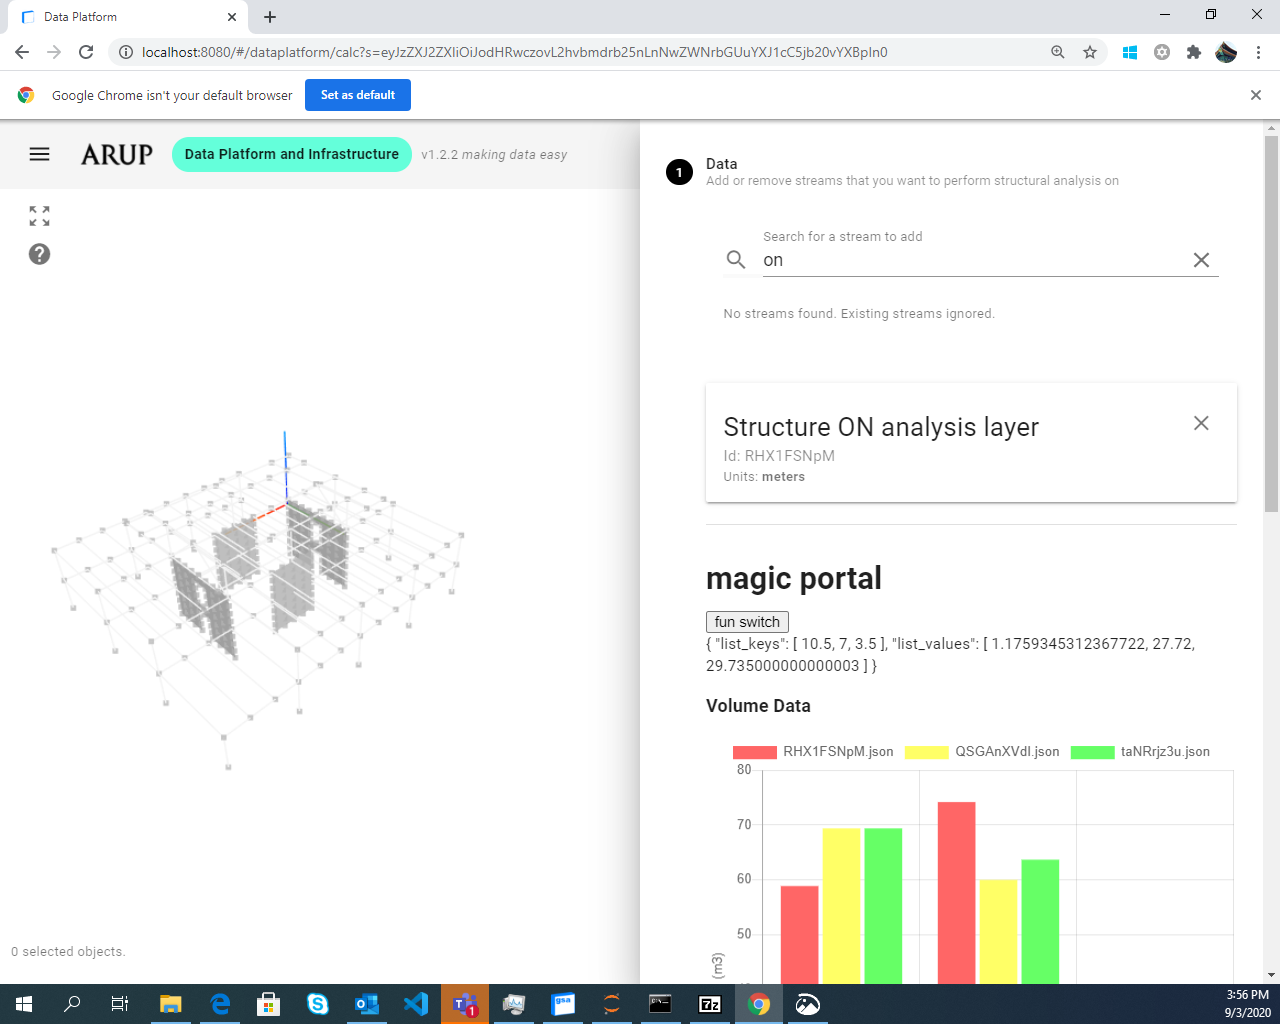 Data Platform
localhost:8080/#/dataplatform/calc?s=eyJzZXJ2ZXIiOiJodHRwczovL2hvbmdrb25nLnNwZWNrbGUuYXJ1cC5jb20vYXBpIn0
Google Chrome isn't your default browser
Set as default
ARUP
Data Platform and Infrastructure
v1.2.2 making data easy
1
Data
Add or remove streams that you want to perform structural analysis on
Search for a stream to add
on
No streams found. Existing streams ignored.
Structure ON analysis layer
Id: RHX1FSNpM
Units: meters
magic portal
fun switch
{ "list_keys": [ 10.5, 7, 3.5 ], "list_values": [ 1.1759345312367722, 27.72,
29.735000000000003 ] }
Volume Data
RHX1FSNpM.json
QSGAnXVdI.json
taNRrjz3u.json
80
70
60
50
(m3)
0 selected objects.
gsa
1
7z
3:56 PM
9/3/2020